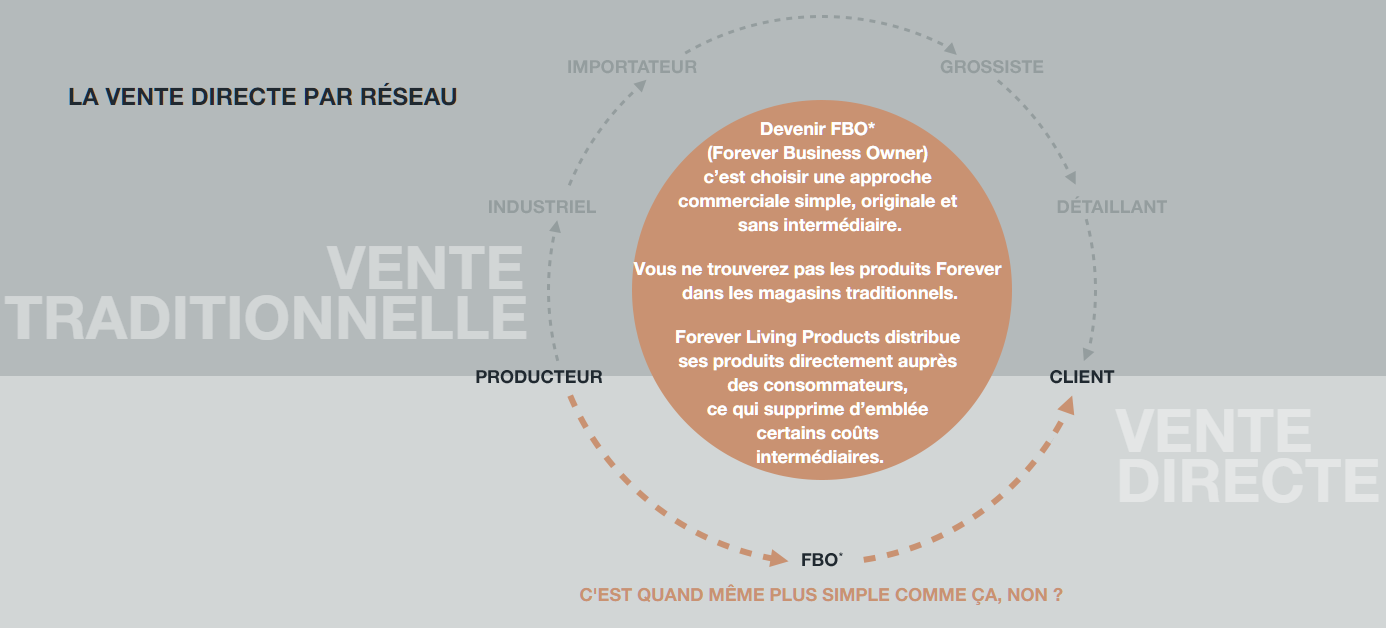 LA VENTE DIRECTE PAR RÉSEAU
IMPORTATEUR
GROSSISTE
INDUSTRIEL
DÉTAILLANT
VENTE
TRADITIONNELLE
PRODUCTEUR
CLIENT
Devenir FBO*
(Forever Business Owner)
c’est choisir une approche
commerciale simple, originale et
sans intermédiaire.
Vous ne trouverez pas les produits Forever
dans les magasins traditionnels.
Forever Living Products distribue
ses produits directement auprès
des consommateurs,
ce qui supprime d’emblée
certains coûts
intermédiaires.
VENTE
DIRECTE
FBO*
C'EST QUAND MÊME PLUS SIMPLE COMME ÇA, NON ?